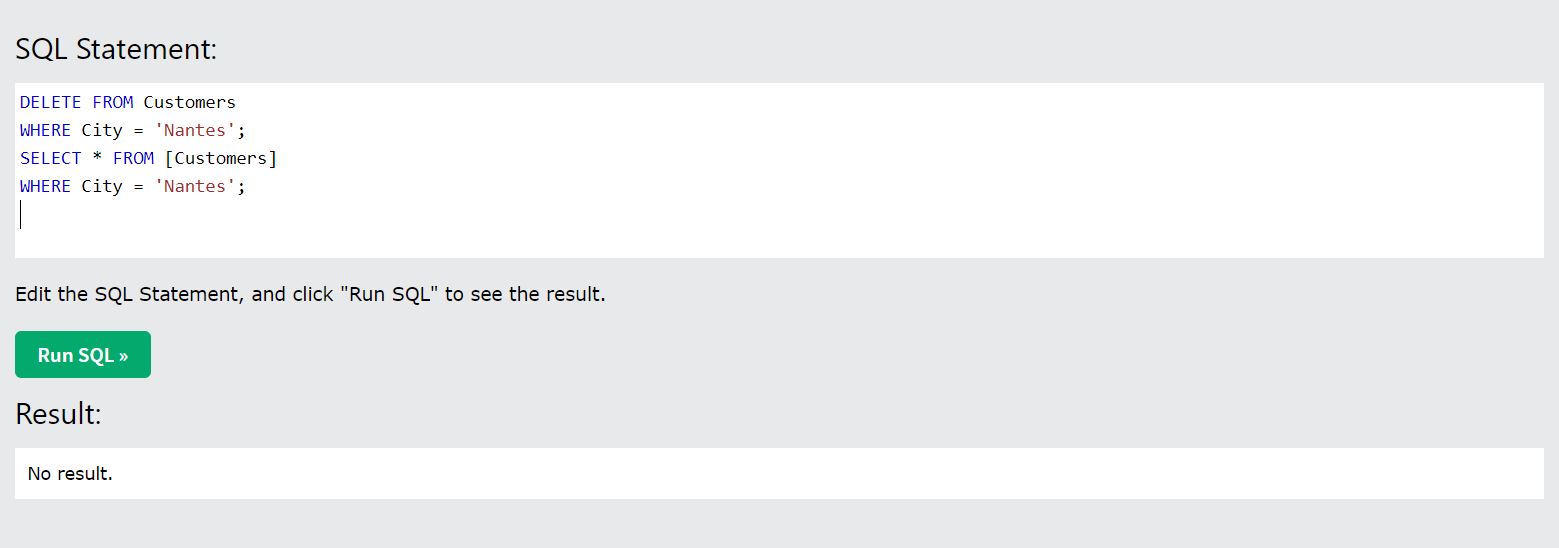 SQL Statement:
DELETE FROM Customers
WHERE City = 'Nantes';
SELECT * FROM [Customers]
WHERE City = 'Nantes';
Edit the SQL Statement, and click "Run SQL" to see the result.
Run SQL »
Result:
No result.